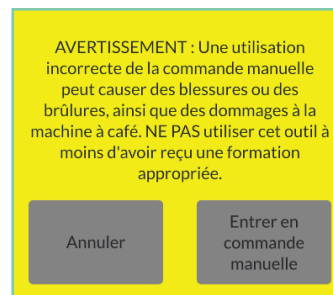 AVERTISSEMENT : Une utilisation
incorrecte de la commande manuelle
peut causer des blessures ou des
brûlures, ainsi que des dommages à la
machine à café. NE PAS utiliser cet outil à
moins d'avoir reçu une formation
appropriée.
Annuler
Entrer en
commande
manuelle